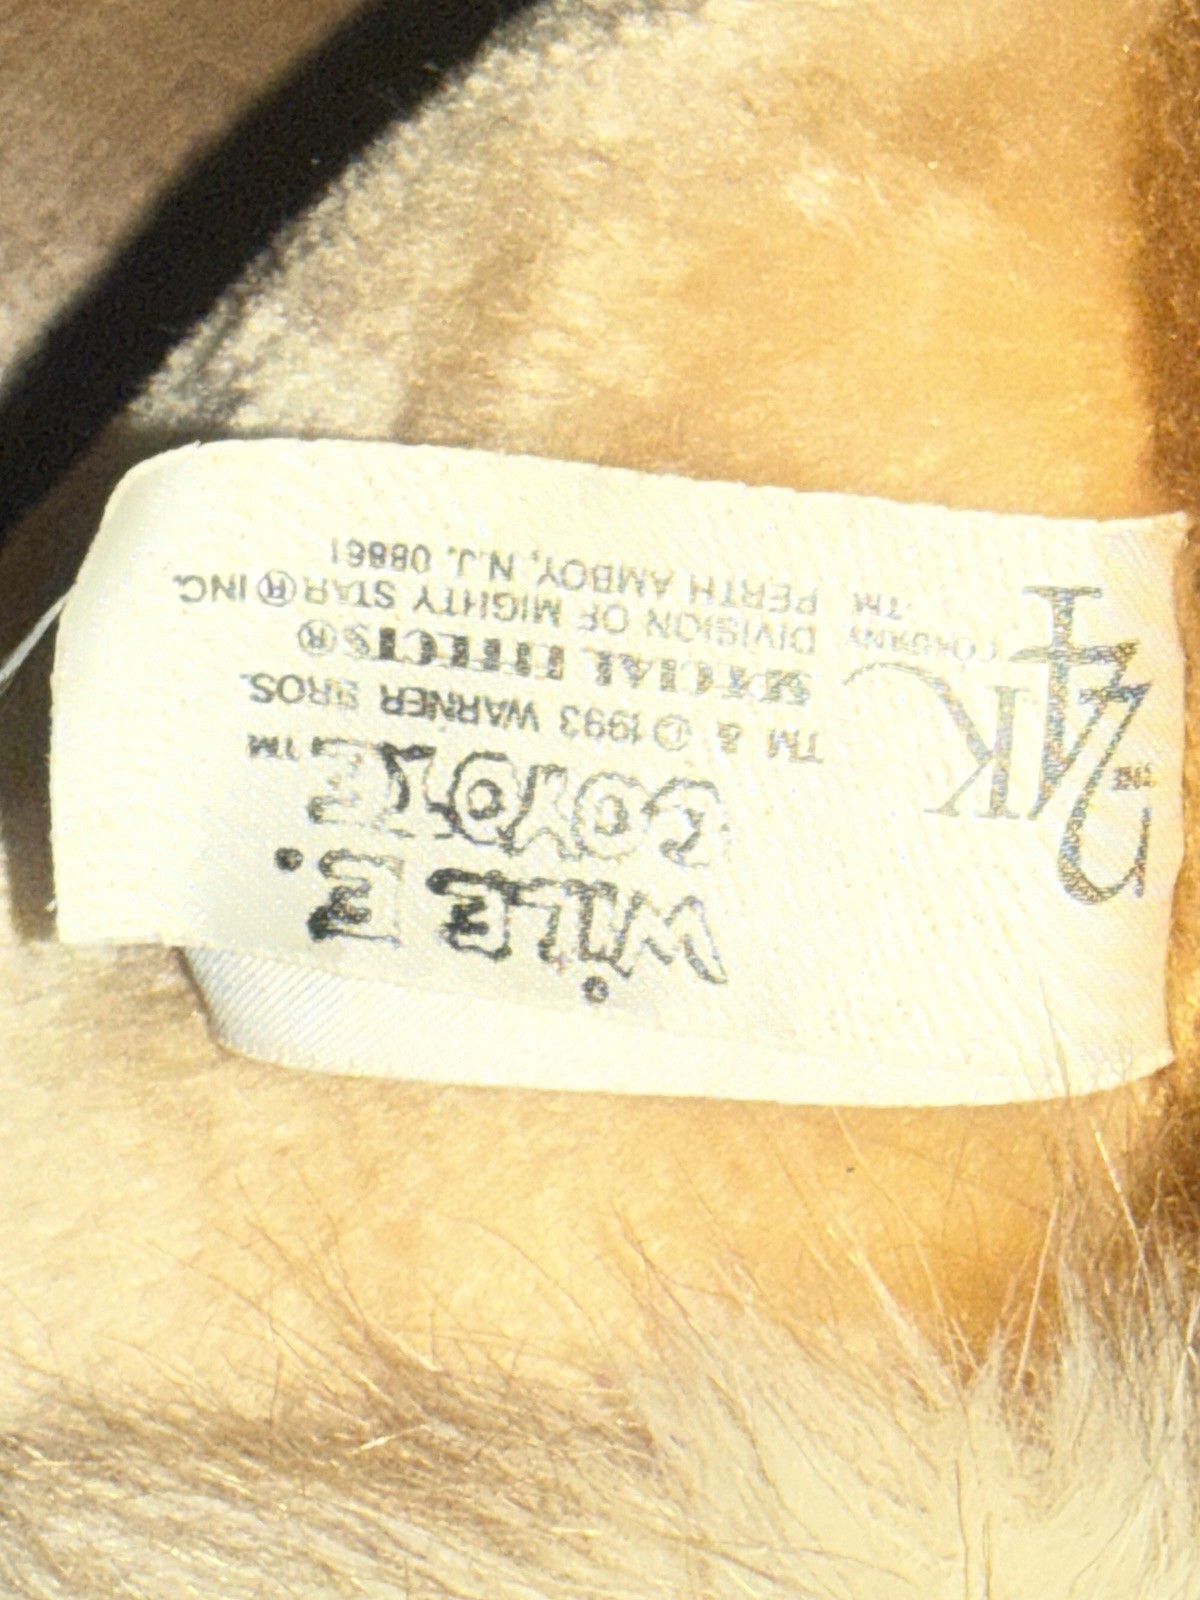 24K
™
COMPANY
™
WiLE E.
COYOTE™
TM & ©1993 WARNER BROS.
SPECIAL EFFECTS®
DIVISION OF MIGHTY STAR® INC.
PERTH AMBOY, N.J. 08861